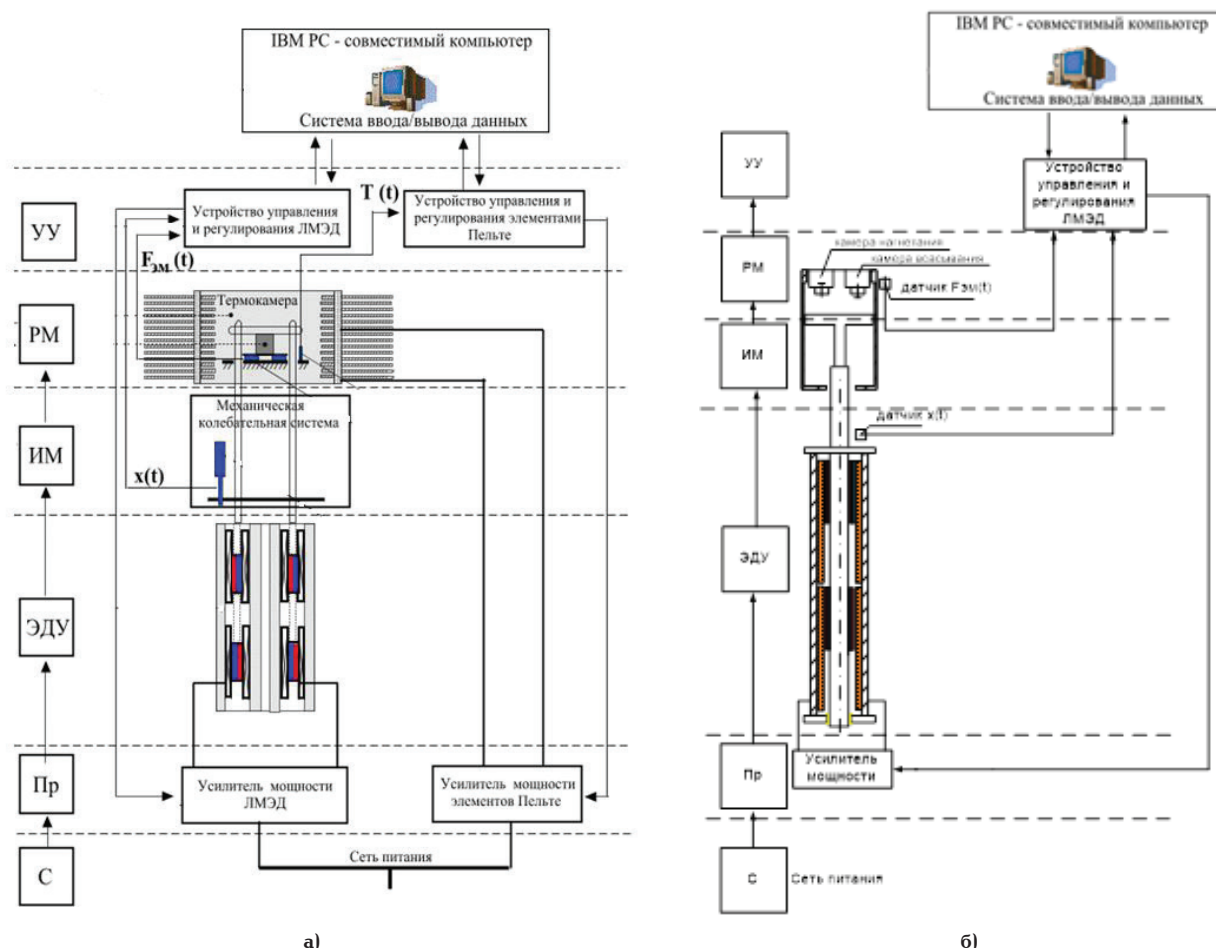 IBM PC - совместимый компьютер
Система ввода/вывода данных
T (t)
Устройство управления
и регулирования ЛМЭД
Устройство управления и
регулирования элементами
Пельте
УУ
Fэм (t)
Термокамера
РМ
Механическая
колебательная система
ИМ
x(t)
ЭДУ
Пр
Усилитель мощности
ЛМЭД
Усилитель мощности
элементов Пельте
Сеть питания
С
а)
IBM PC - совместимый компьютер
Система ввода/вывода данных
УУ
Устройство
управления и
регулирования
ЛМЭД
камера нагнетания
камера всасывания
РМ
датчик Fэм(t)
ИМ
датчик x(t)
ЭДУ
Пр
Усилитель
мощности
С
Сеть питания
б)